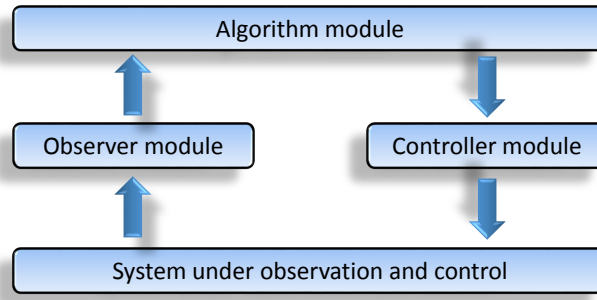 Algorithm module
Observer module
Controller module
System under observation and control